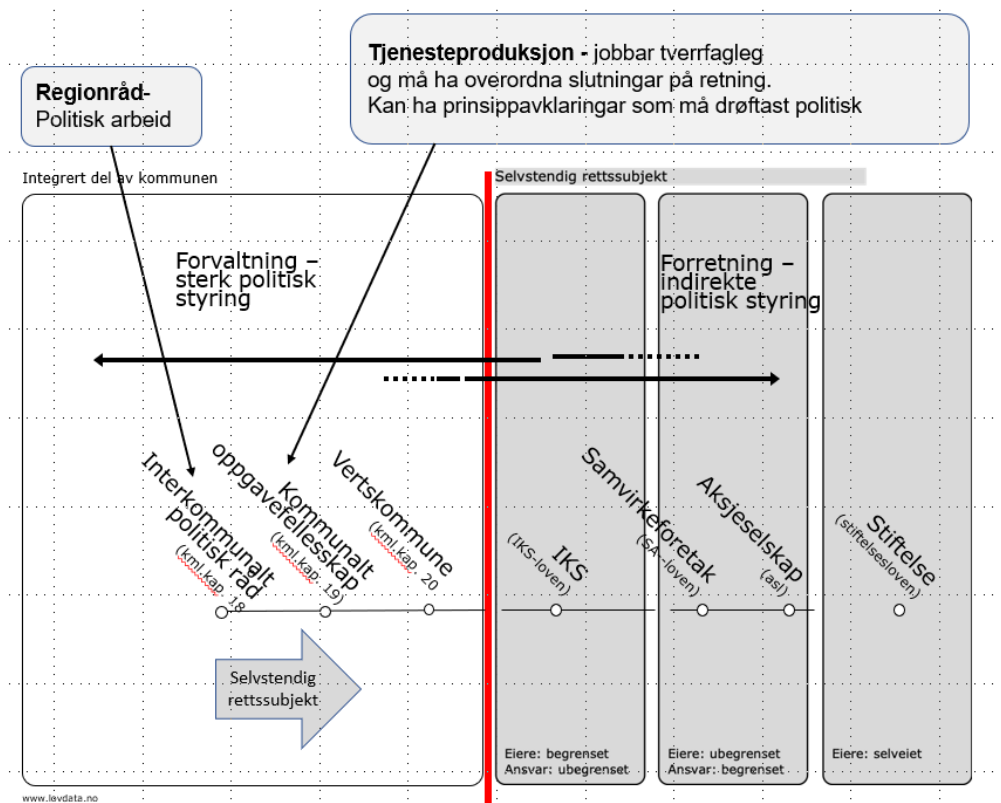 Tjenesteproduksjon - jobbar tverrfagleg
og må ha overordna slutningar på retning.
Kan ha prinsippavklaringar som må drøftast politisk
Regionråd-
Politisk arbeid
Integrert del av kommunen
Selvstendig rettssubjekt
Forvaltning –
sterk politisk
styring
Forretning –
indirekte
politisk styring
Interkommunalt
politisk råd
(kml.kap. 18
Kommunalt
oppgavefellesskap
(kml.kap. 19)
Vertskommune
(kml.kap. 20
IKS
(IKS-loven)
Samvirkeforetak
(SA-loven)
Aksjeselskap
(asl)
Stiftelse
(stiftelsesloven)
Selvstendig
rettssubjekt
Eiere: begrenset
Ansvar: ubegrenset
Eiere: ubegrenset
Ansvar: begrenset
Eiere: selveiet
www.levdata.no